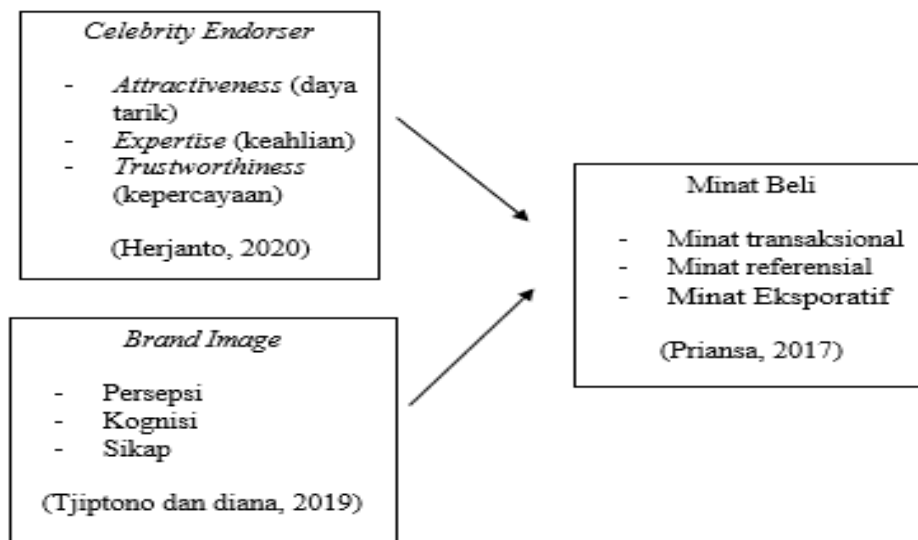 Celebrity Endorser
- Attractiveness (daya
tarik)
- Expertise (keahlian)
- Trustworthiness
(kepercayaan)
(Herjanto, 2020)
Brand Image
- Persepsi
- Kognisi
- Sikap
(Tjiptono dan diana, 2019)
Minat Beli
- Minat transaksional
- Minat referensial
- Minat Eksporatif
(Priansa, 2017)